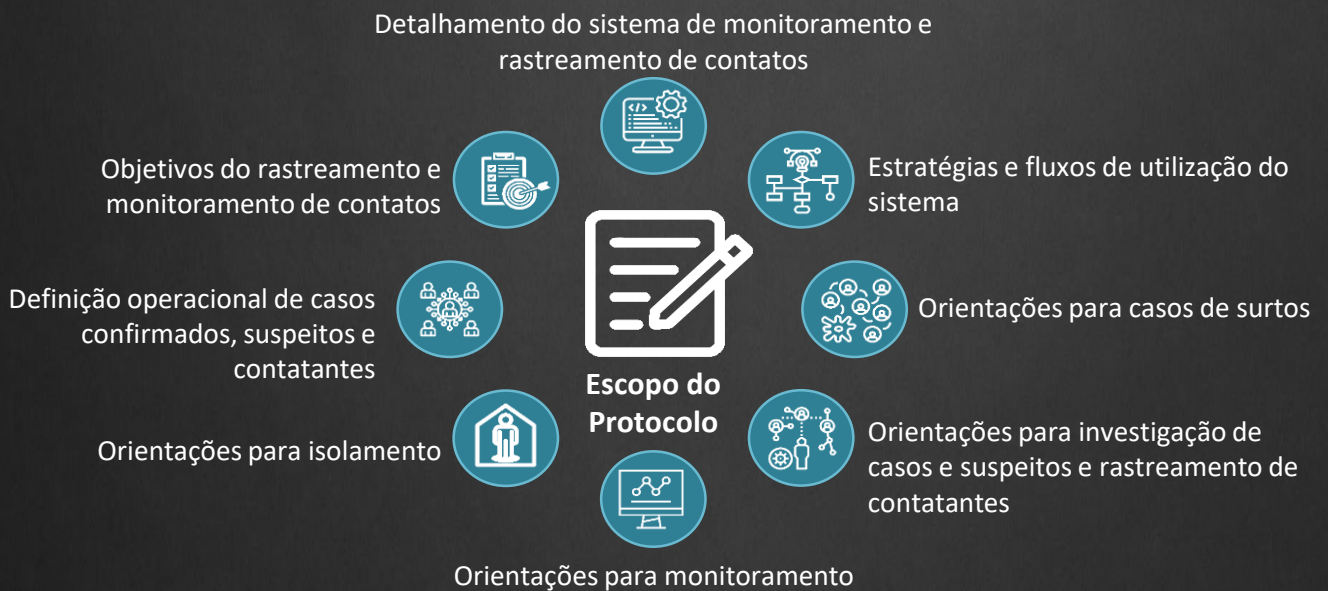 Detalhamento do sistema de monitoramento e
rastreamento de contatos
Objetivos do rastreamento e
monitoramento de contatos
Estratégias e fluxos de utilização do
sistema
Definição operacional de casos
confirmados, suspeitos e
contatantes
Orientações para casos de surtos
Escopo do
Protocolo
Orientações para isolamento
Orientações para investigação de
casos e suspeitos e rastreamento de
contatantes
Orientações para monitoramento